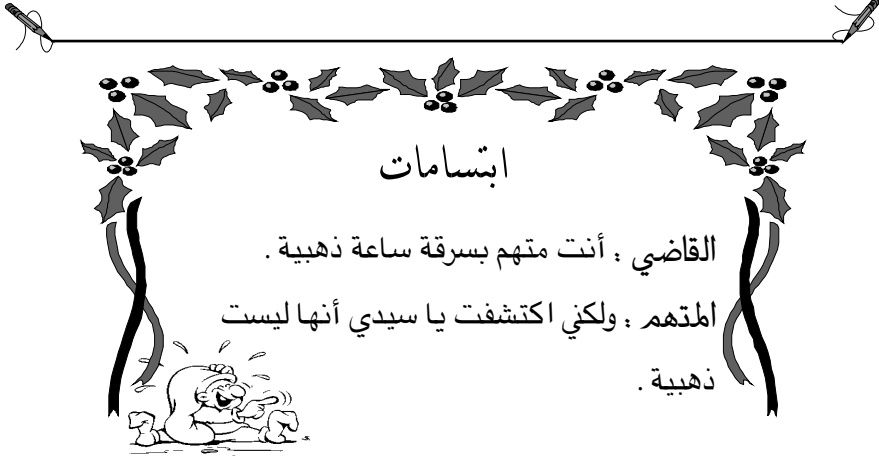 ابتسامات
القاضي : أنت متهم بسرقة ساعة ذهبية .
المتهم : ولكني اكتشفت يا سيدي أنها ليست
ذهبية .